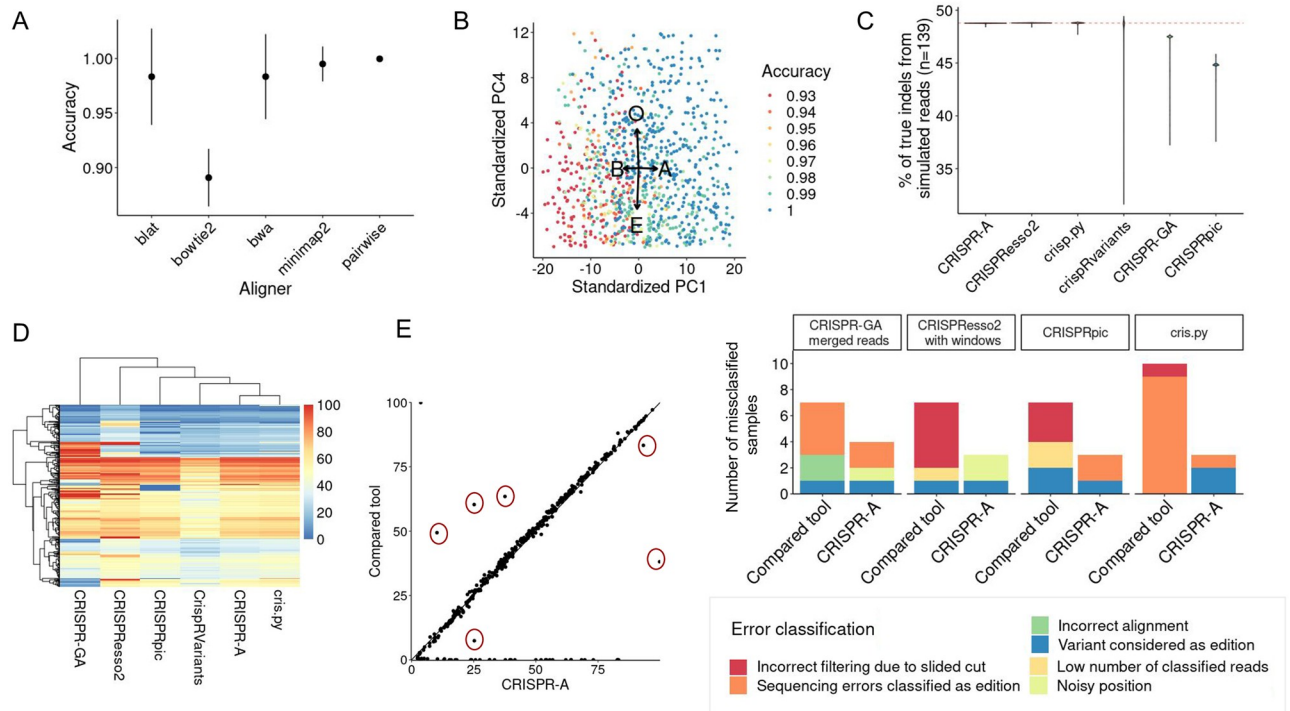 A
Accuracy
1.00
0.95
0.90
blat
bowtie2
bwa
minimap2
pairwise
Aligner
B
Standardized PC4
12
8
4
0
-4
O
B
A
E
-20
-10
0
10
20
Standardized PC1
Accuracy
0.93
0.94
0.95
0.96
0.97
0.98
0.99
1
C
% of true indels from
simulated reads (n=139)
50
45
35
CRISPR-A
CRISPResso2
crisp.py
crispRvariants
CRISPR-GA
CRISPRpic
D
100
80
60
40
20
0
CRISPR-GA
CRISPResso2
CRISPRpic
CrispRVariants
CRISPR-A
cris.py
E
Compared tool
100
75
50
25
0
0
25
50
75
CRISPR-A
CRISPR-GA
merged reads
CRISPResso2
with windows
CRISPRpic
cris.py
Number of missclasified
samples
10
8
6
4
2
0
Compared tool
CRISPR-A
Compared tool
CRISPR-A
Compared tool
CRISPR-A
Compared tool
CRISPR-A
Error classification
Incorrect filtering due to slided cut
Sequencing errors classified as edition
Incorrect alignment
Variant considered as edition
Low number of classified reads
Noisy position